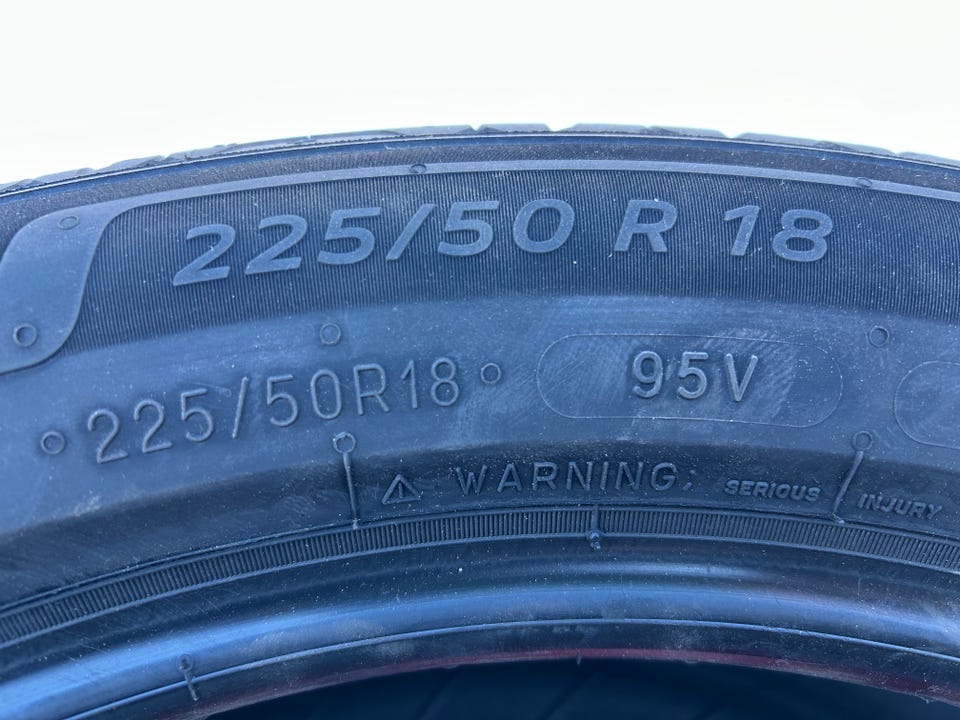 225/50 R 18
225/50R18 95V
⚠ WARNING: SERIOUS INJURY